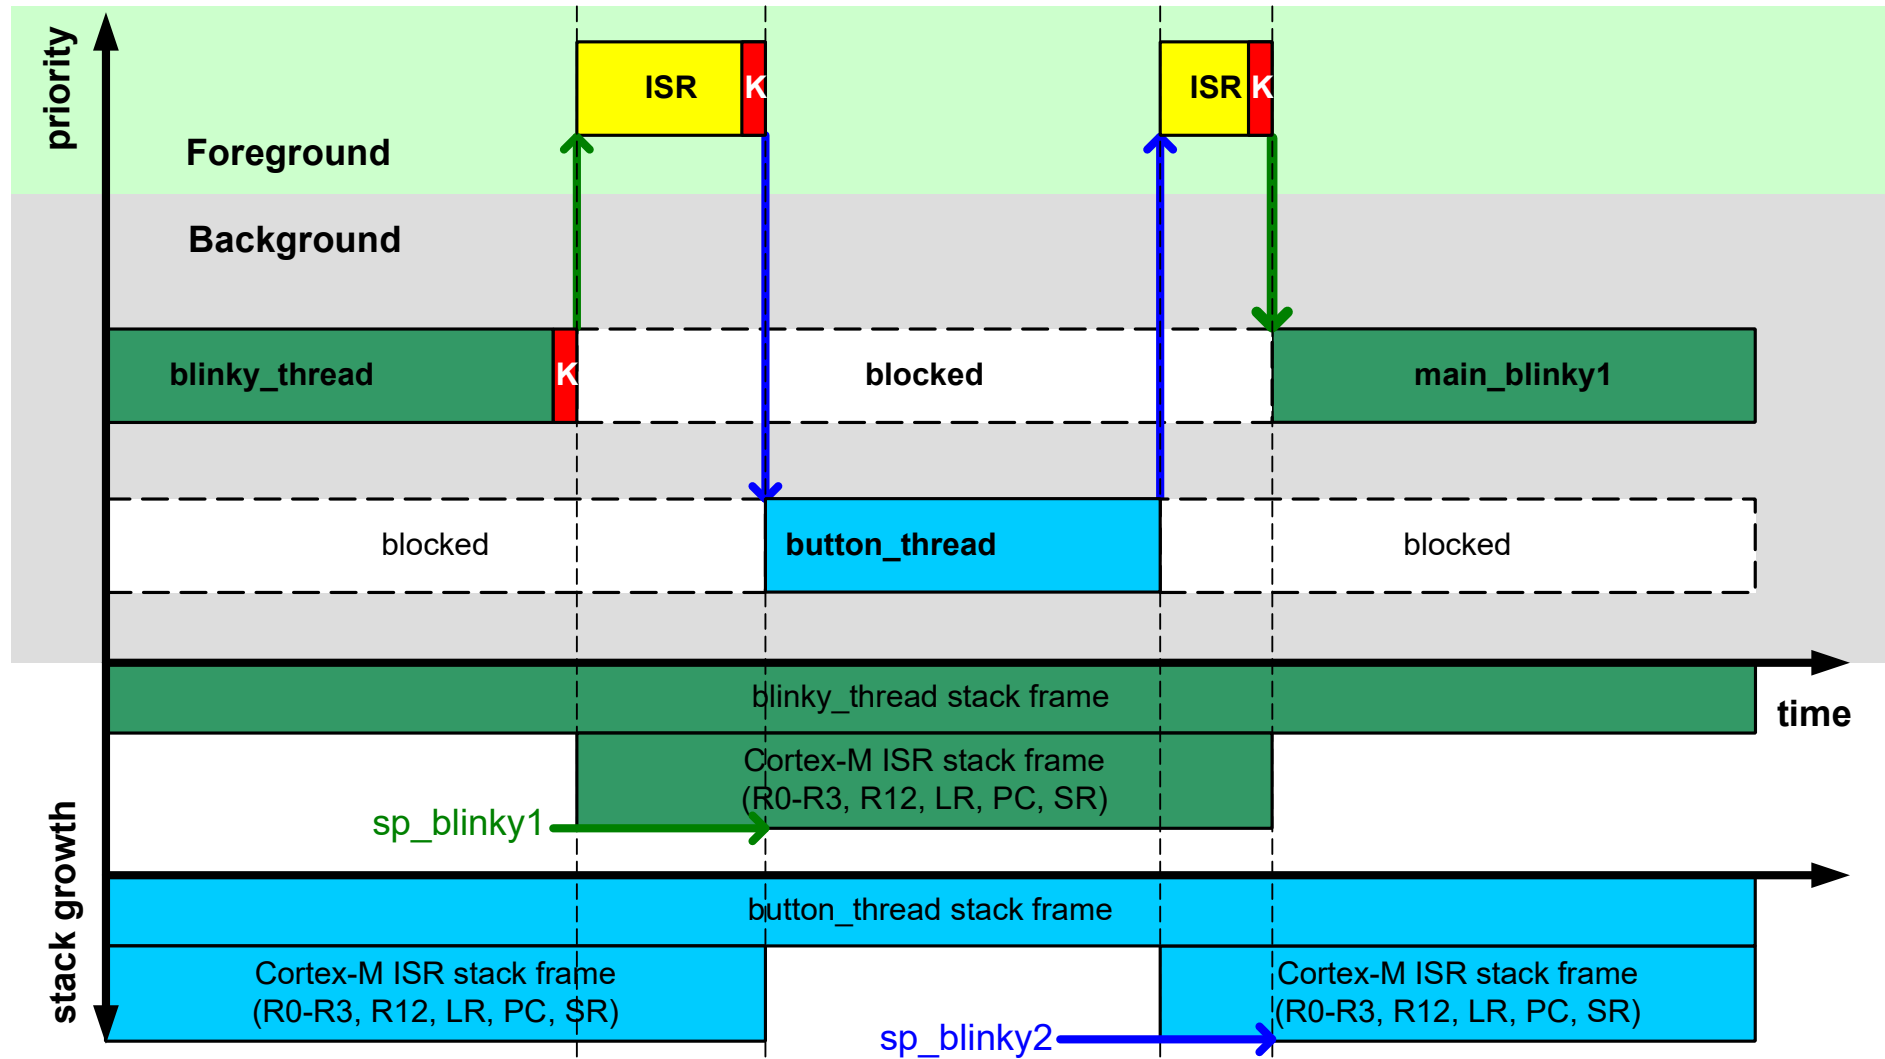 priority
ISR K
ISR K
Foreground
Background
blinky_thread K
blocked
main_blinky1
blocked
button_thread
blocked
blinky_thread stack frame
time
Cortex-M ISR stack frame
(R0-R3, R12, LR, PC, SR)
sp_blinky1
stack growth
button_thread stack frame
Cortex-M ISR stack frame
(R0-R3, R12, LR, PC, SR)
Cortex-M ISR stack frame
(R0-R3, R12, LR, PC, SR)
sp_blinky2